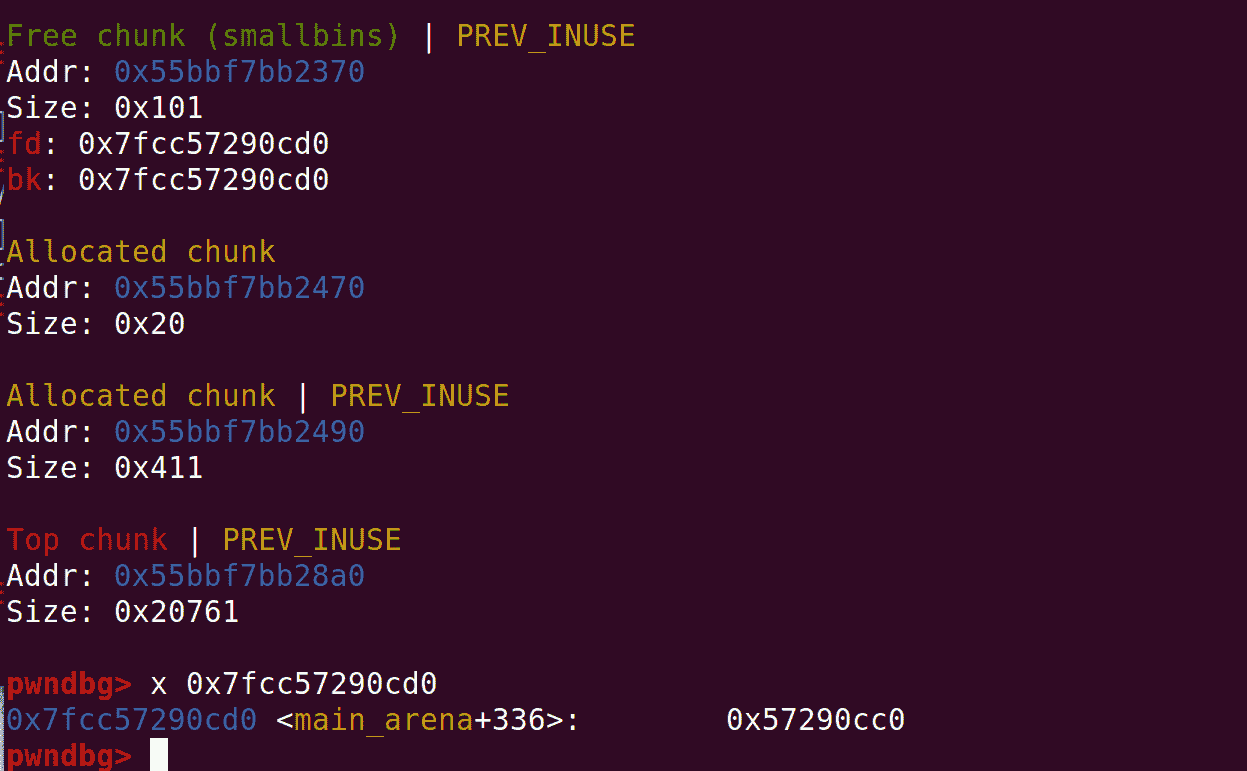 Free chunk (smallbins) | PREV_INUSE
Addr: 0x55bbf7bb2370
Size: 0x101
fd: 0x7fcc57290cd0
bk: 0x7fcc57290cd0
Allocated chunk
Addr: 0x55bbf7bb2470
Size: 0x20
Allocated chunk | PREV_INUSE
Addr: 0x55bbf7bb2490
Size: 0x411
Top chunk | PREV_INUSE
Addr: 0x55bbf7bb28a0
Size: 0x20761
pwndbg> x 0x7fcc57290cd0
0x7fcc57290cd0 <main_arena+336>: 0x57290cc0
pwndbg>